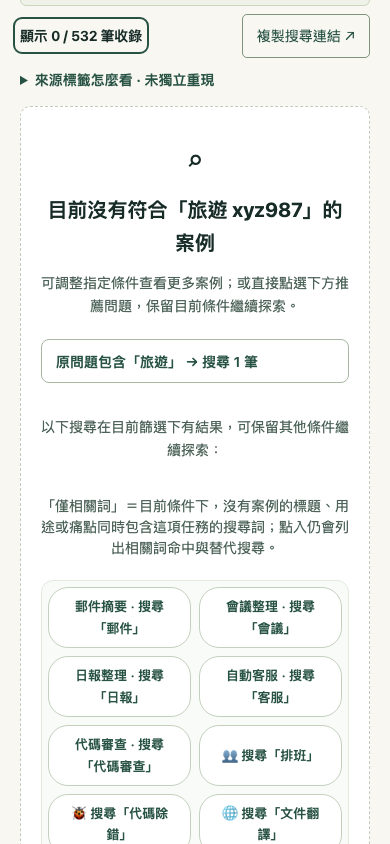 顯示 0 / 532 筆收錄
複製搜尋連結 ↗
▶ 來源標籤怎麼看 · 未獨立重現
目前沒有符合「旅遊 xyz987」的
案例
可調整指定條件查看更多案例；或直接點選下方推
薦問題，保留目前條件繼續探索。
原問題包含「旅遊」 → 搜尋 1 筆
以下搜尋在目前篩選下有結果，可保留其他條件繼
續探索：
「僅相關詞」＝目前條件下，沒有案例的標題、用
途或痛點同時包含這項任務的搜尋詞；點入仍會列
出相關詞命中與替代搜尋。
郵件摘要 · 搜尋
「郵件」
會議整理 · 搜尋
「會議」
日報整理 · 搜尋
「日報」
自動客服 · 搜尋
「客服」
代碼審查 · 搜尋
「代碼審查」
👥 搜尋「排班」
🐞 搜尋「代碼除
錯」
🌐 搜尋「文件翻
譯」